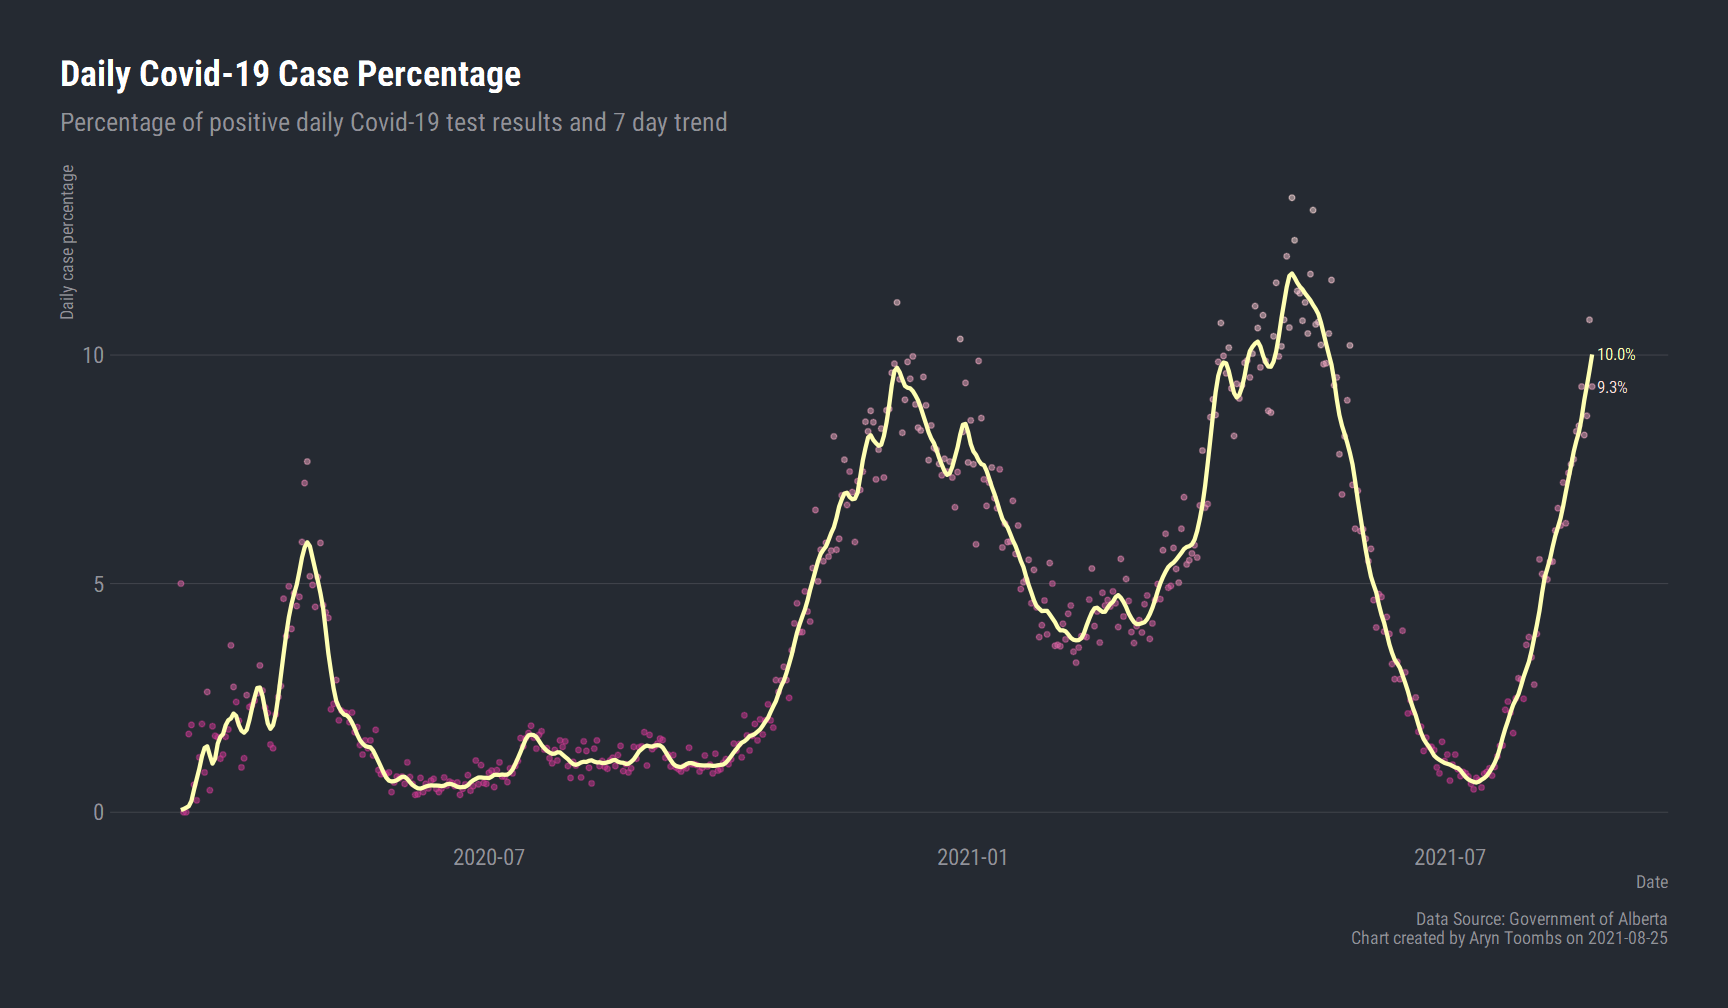 Daily Covid-19 Case Percentage
Percentage of positive daily Covid-19 test results and 7 day trend
Daily case percentage
10
5
0
10.0%
9.3%
2020-07
2021-01
2021-07
Date
Data Source: Government of Alberta
Chart created by Aryn Toombs on 2021-08-25